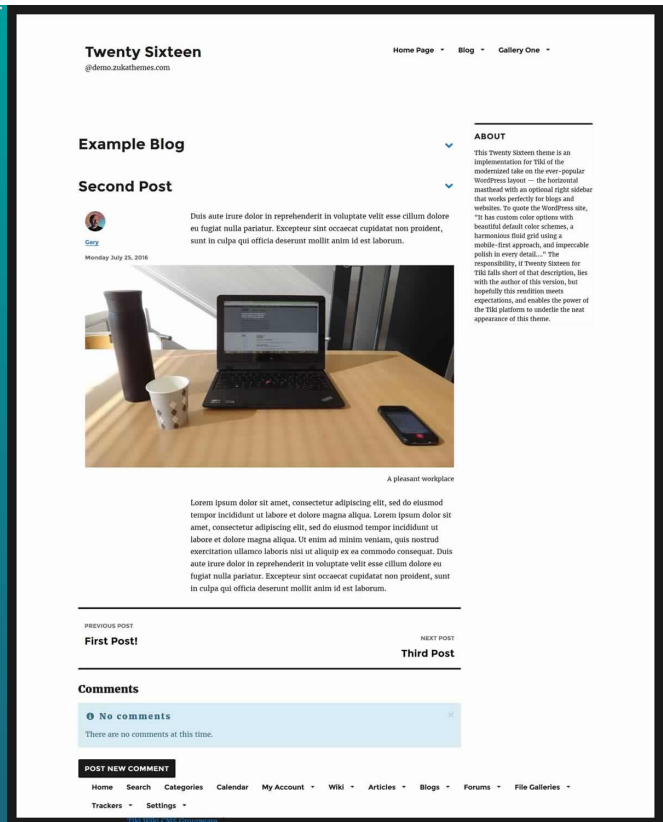 Twenty Sixteen
@demo.zukathemes.com
Home Page Blog Gallery One
Example Blog
Second Post
Gary
Monday July 25, 2016
Duis aute irure dolor in reprehenderit in voluptate velit esse cillum dolore
eu fugiat nulla pariatur. Excepteur sint occaecat cupidatat non proident,
sunt in culpa qui officia deserunt mollit anim id est laborum.
A pleasant workplace
Lorem ipsum dolor sit amet, consectetur adipiscing elit, sed do eiusmod
tempor incididunt ut labore et dolore magna aliqua. Lorem ipsum dolor sit
amet, consectetur adipiscing elit, sed do eiusmod tempor incididunt ut
labore et dolore magna aliqua. Ut enim ad minim veniam, quis nostrud
exercitation ullamco laboris nisi ut aliquip ex ea commodo consequat. Duis
aute irure dolor in reprehenderit in voluptate velit esse cillum dolore eu
fugiat nulla pariatur. Excepteur sint occaecat cupidatat non proident, sunt
in culpa qui officia deserunt mollit anim id est laborum.
PREVIOUS POST
First Post!
NEXT POST
Third Post
Comments
No comments
There are no comments at this time.
POST NEW COMMENT
Home Search Categories Calendar My Account Wiki Articles Blogs Forums File Galleries
Trackers Settings
Tiki Wiki CMS Groupware
ABOUT
This Twenty Sixteen theme is an
implementation for Tiki of the
modernized take on the ever-popular
WordPress layout — the horizontal
masthead with an optional right sidebar
that works perfectly for blogs and
websites. To quote the WordPress site,
"It has custom color options with
beautiful default color schemes, a
harmonious fluid grid using a
mobile-first approach, and impeccable
polish in every detail...." The
responsibility, if Twenty Sixteen for
Tiki falls short of that description, lies
with the author of this version, but
hopefully this rendition meets
expectations, and enables the power of
the Tiki platform to underlie the neat
appearance of this theme.